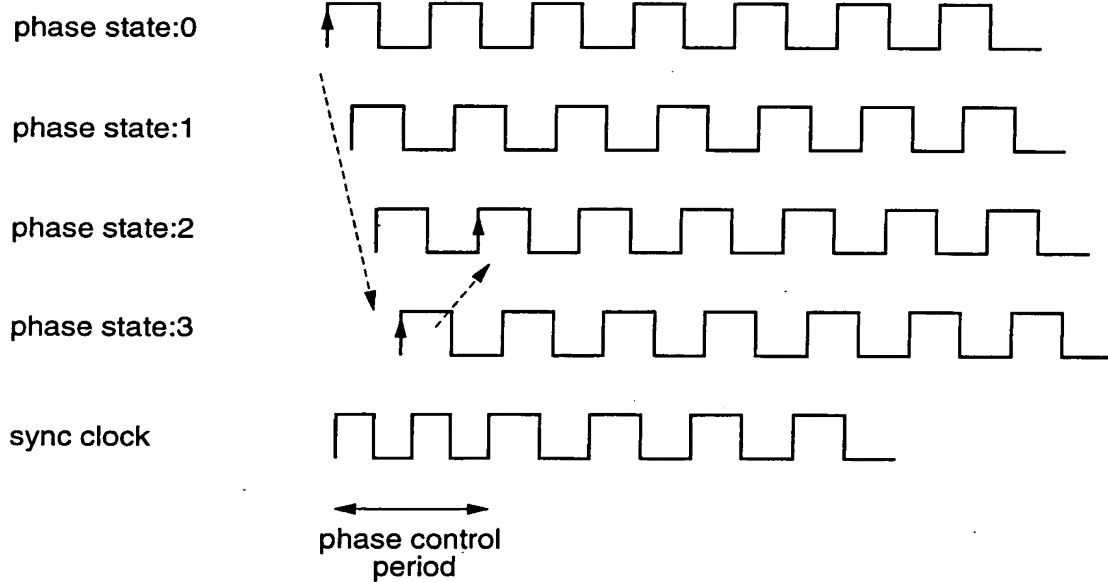 phase state:0
phase state:1
phase state:2
phase state:3
sync clock
phase control
period